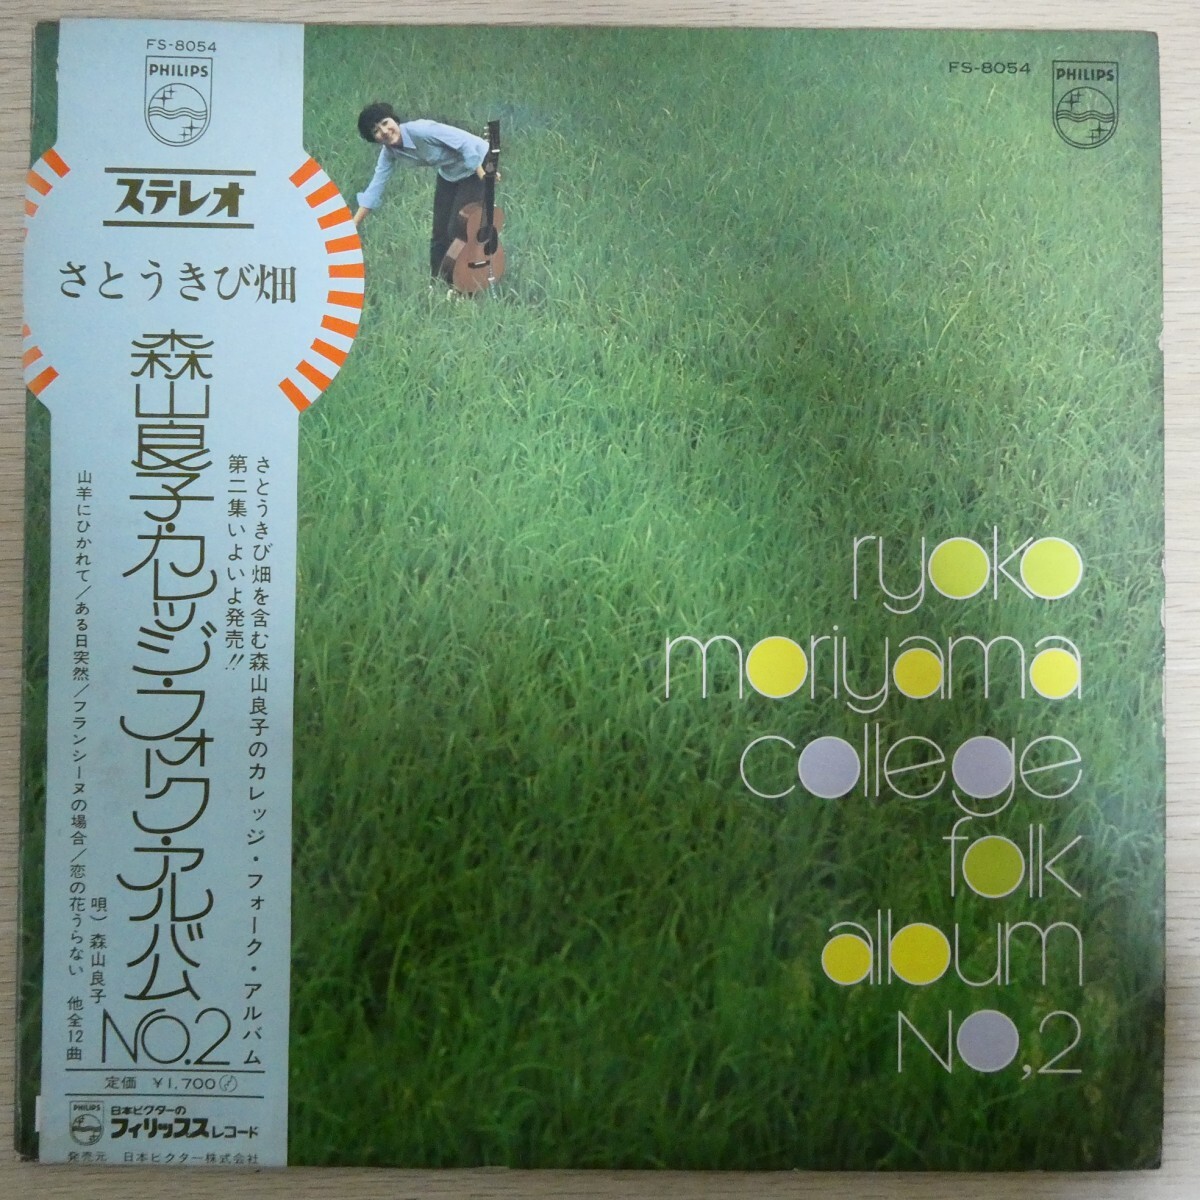 FS-8054
PHILIPS
ステレオ
さとうきび畑
森山良子・カレッジ・フォーク・アルバム
NO.2
さとうきび畑を含む森山良子のカレッジ・フォーク・アルバム
第二集いよいよ発売!!
山羊にひかれて/ある日突然/フランシーヌの場合/恋の花うらない 他全12曲
唄) 森山良子
定価 ¥1,700
PHILIPS
日本ビクターの
フィリップスレコード
発売元 日本ビクター株式会社
FS-8054
PHILIPS
ryoko
moriyama
college
folk
album
NO,2